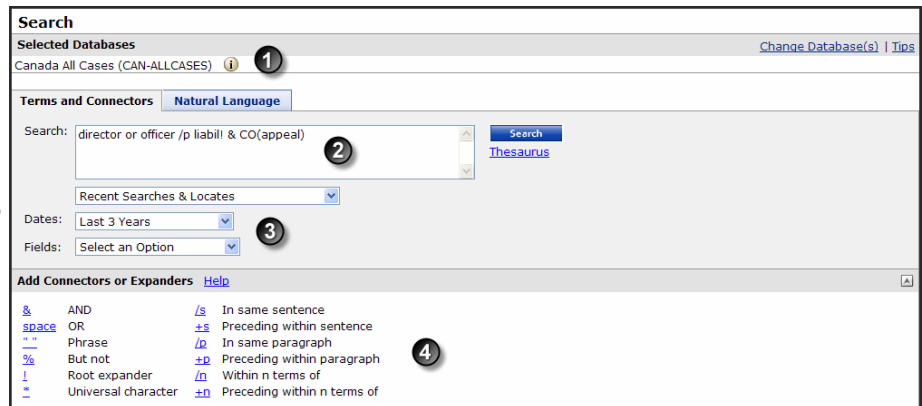 Search
Selected Databases Change Database(s) | Tips
Canada All Cases (CAN-ALLCASES) i 1
Terms and Connectors Natural Language
Search: director or officer /p liabil! & CO(appeal) 2 Search
Thesaurus
Recent Searches & Locates
Dates: Last 3 Years 3
Fields: Select an Option
Add Connectors or Expanders Help
& AND /s In same sentence
space OR +s Preceding within sentence
" " Phrase /p In same paragraph 4
% But not +p Preceding within paragraph
! Root expander /n Within n terms of
* Universal character +n Preceding within n terms of